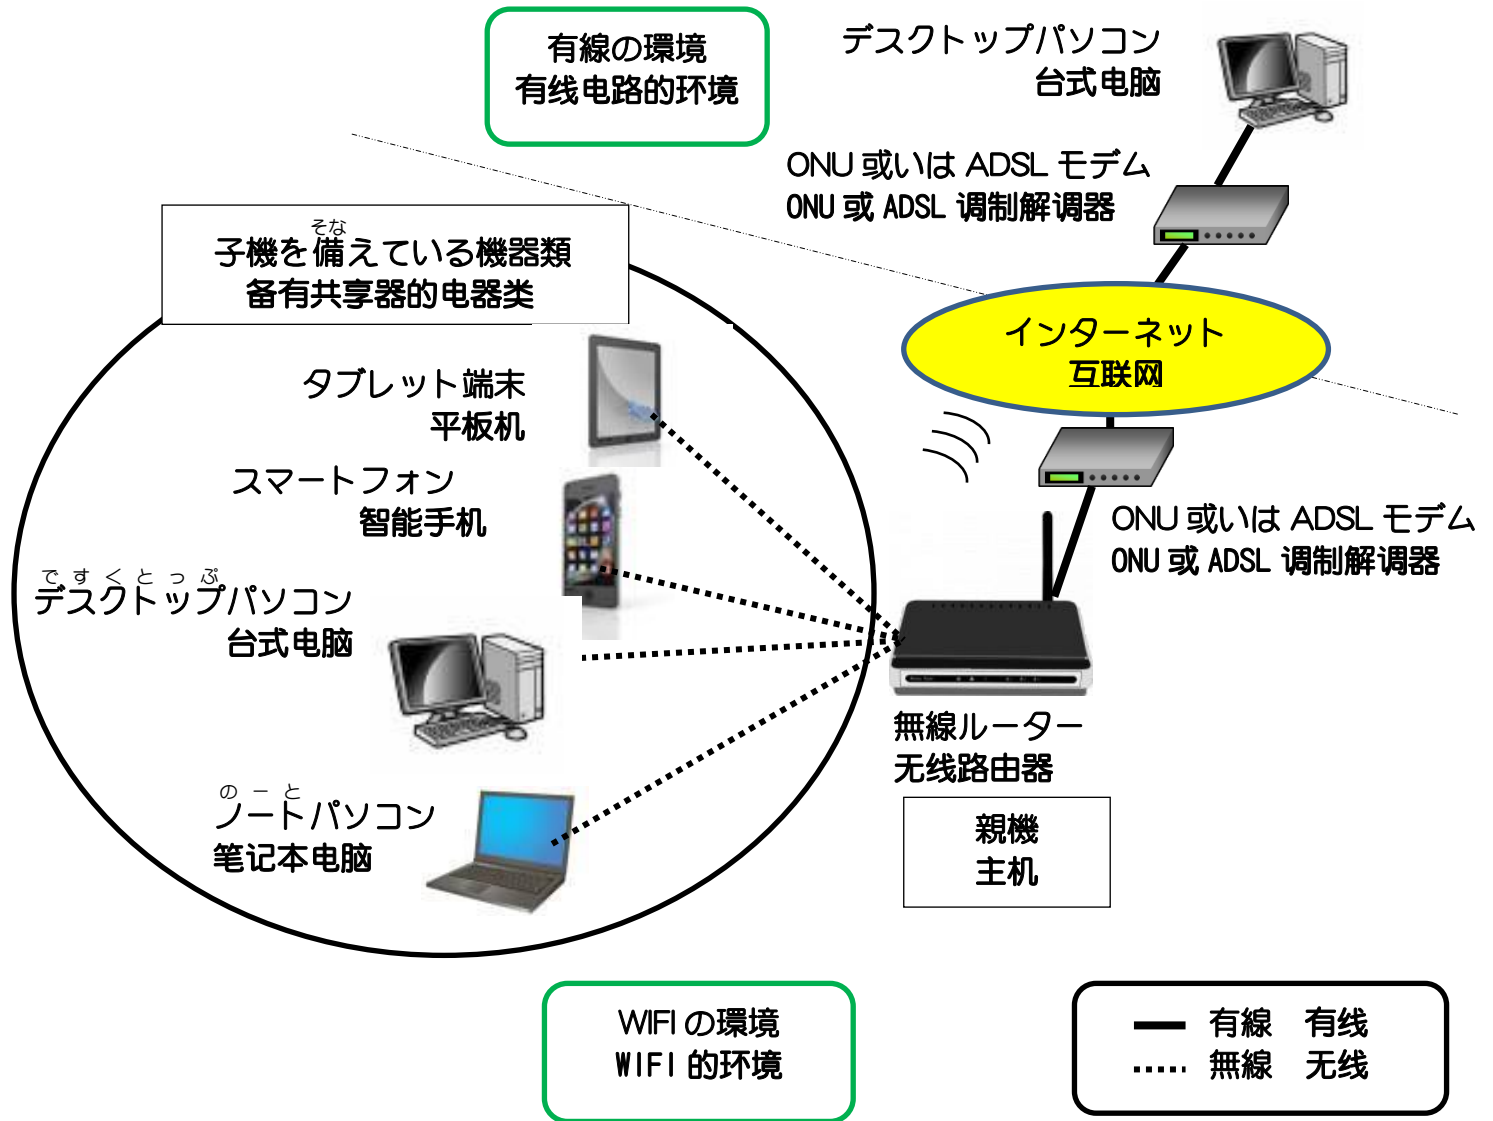 有線の環境
有线电路的环境
デスクトップパソコン
台式电脑
ONU 或いは ADSL モデム
ONU 或 ADSL 调制解调器
そな
子機を備えている機器類
备有共享器的电器类
インターネット
互联网
タブレット端末
平板机
スマートフォン
智能手机
ONU 或いは ADSL モデム
ONU 或 ADSL 调制解调器
ですくとっぷ
デスクトップパソコン
台式电脑
無線ルーター
无线路由器
のーと
ノートパソコン
笔记本电脑
親機
主机
WIFI の環境
WIFI 的环境
有線　有线
無線　无线